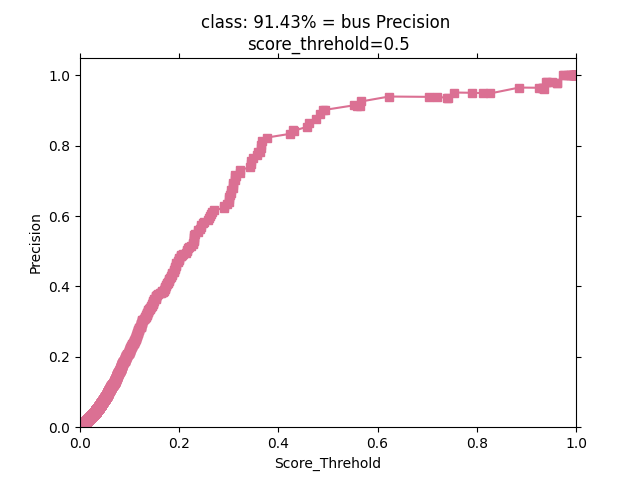 class: 91.43% = bus Precision
score_threhold=0.5
Precision
1.0
0.8
0.6
0.4
0.2
0.0
0.0 0.2 0.4 0.6 0.8 1.0
Score_Threhold